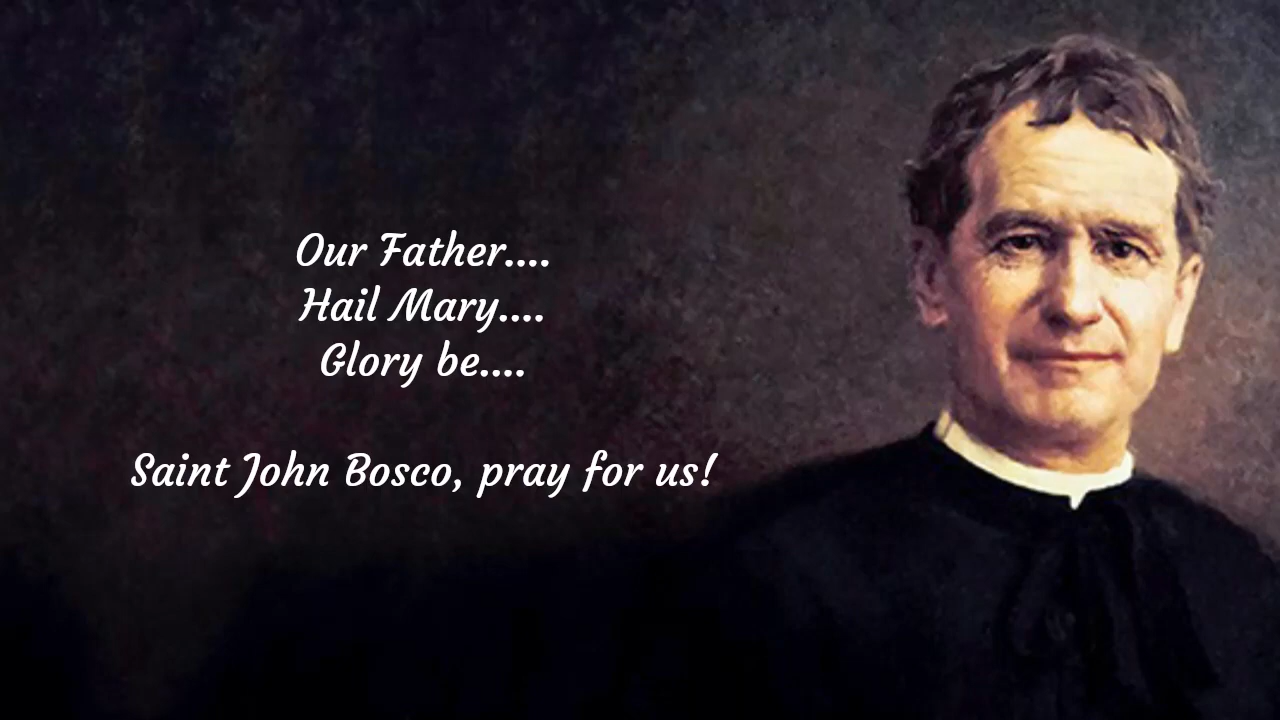 Our Father....
Hail Mary....
Glory be....
Saint John Bosco, pray for us!